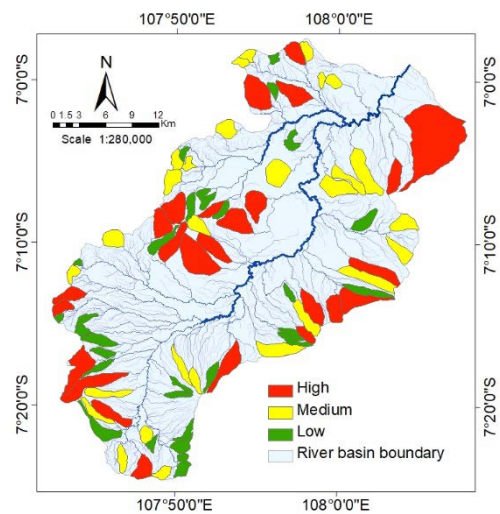 107°50'0"E 108°0'0"E
7°0'0"S 7°0'0"S
N
0 1.5 3 6 9 12
Km
Scale 1:280,000
7°10'0"S 7°10'0"S
High
Medium
7°20'0"S Low 7°20'0"S
River basin boundary
107°50'0"E 108°0'0"E